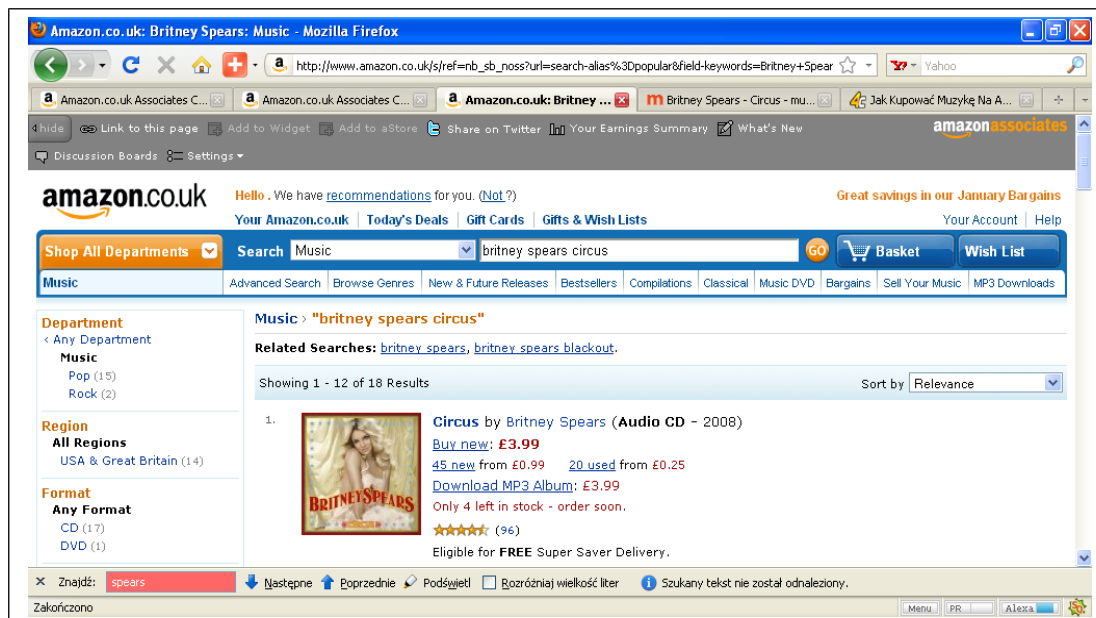 Amazon.co.uk: Britney Spears: Music - Mozilla Firefox
http://www.amazon.co.uk/s/ref=nb_sb_noss?url=search-alias%3Dpopular&field-keywords=Britney+Spear
Yahoo
Amazon.co.uk Associates C... Amazon.co.uk Associates C... Amazon.co.uk: Britney ... Britney Spears - Circus - mu... Jak Kupować Muzykę Na A...
hide Link to this page Add to Widget Add to aStore Share on Twitter Your Earnings Summary What's New amazonassociates
Discussion Boards Settings
amazon.co.uk
Hello . We have recommendations for you. (Not ?) Great savings in our January Bargains
Your Amazon.co.uk Today's Deals Gift Cards Gifts & Wish Lists Your Account Help
Shop All Departments Search Music britney spears circus GO Basket Wish List
Music Advanced Search Browse Genres New & Future Releases Bestsellers Compilations Classical Music DVD Bargains Sell Your Music MP3 Downloads
Department
< Any Department
Music
Pop (15)
Rock (2)
Region
All Regions
USA & Great Britain (14)
Format
Any Format
CD (17)
DVD (1)
Music > "britney spears circus"
Related Searches: britney spears, britney spears blackout.
Showing 1 - 12 of 18 Results Sort by Relevance
1.
BRITNEY SPEARS
CIRCUS
Circus by Britney Spears (Audio CD - 2008)
Buy new: £3.99
45 new from £0.99 20 used from £0.25
Download MP3 Album: £3.99
Only 4 left in stock - order soon.
(96)
Eligible for FREE Super Saver Delivery.
× Znajdź: spears Następne Poprzednie Podświetl Rozróżniaj wielkość liter Szukany tekst nie został odnaleziony.
Zakończono Menu PR Alexa